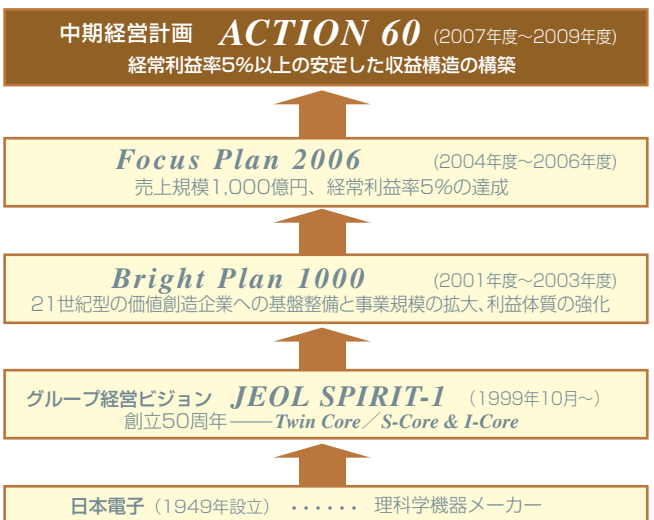 中期経営計画 ACTION 60 (2007年度~2009年度)
経常利益率5%以上の安定した収益構造の構築
Focus Plan 2006 (2004年度~2006年度)
売上規模1,000億円、経常利益率5%の達成
Bright Plan 1000 (2001年度~2003年度)
21世紀型の価値創造企業への基盤整備と事業規模の拡大、利益体質の強化
グループ経営ビジョン JEOL SPIRIT-1 (1999年10月~)
創立50周年――Twin Core/S-Core & I-Core
日本電子(1949年設立)‥‥‥理科学機器メーカー